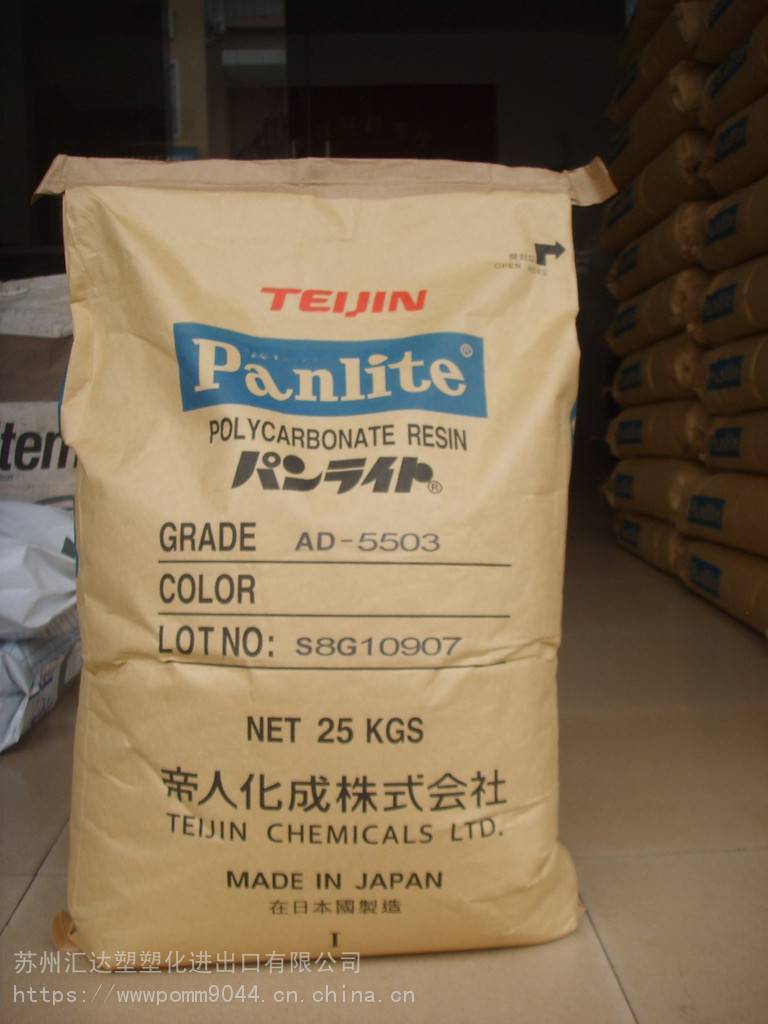 OPEN HERE
TEIJIN
Panlite®
POLYCARBONATE RESIN
パンライト®
GRADE AD-5503
COLOR
LOT NO: S8G10907
NET 25 KGS
帝人化成株式会社
TEIJIN CHEMICALS LTD.
MADE IN JAPAN
在日本國製造
I
tem
苏州汇达塑塑化进出口有限公司
https://wwwpomm9044.cn.china.cn